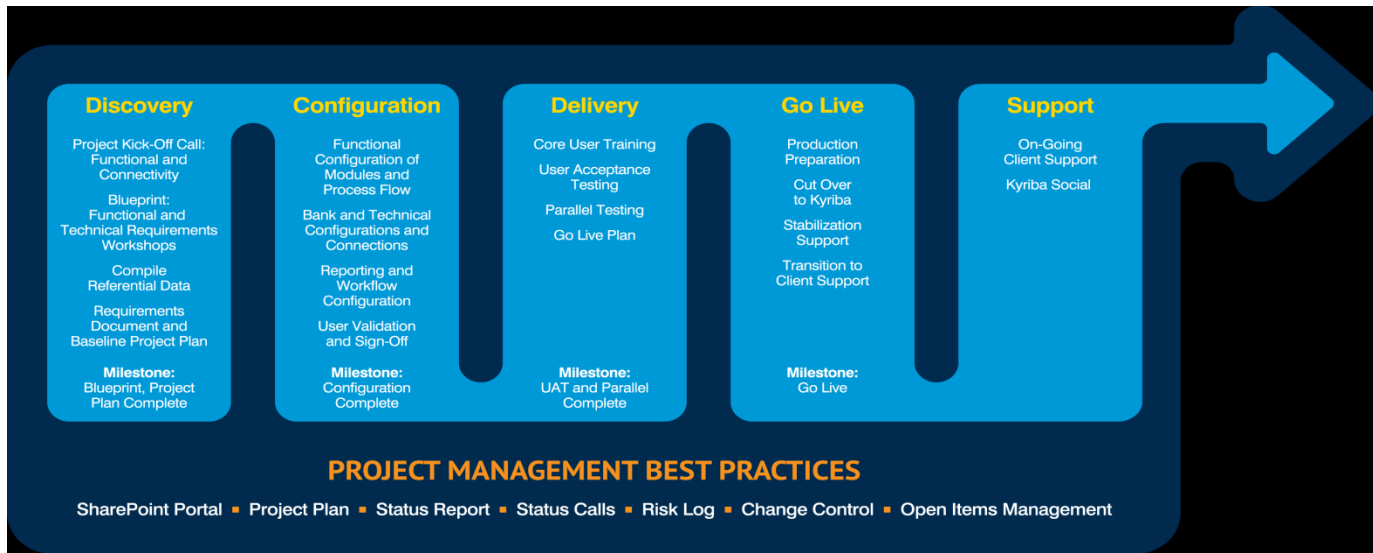 Discovery
Project Kick-Off Call:
Functional and
Connectivity
Blueprint:
Functional and
Technical Requirements
Workshops
Compile
Referential Data
Requirements
Document and
Baseline Project Plan
Milestone:
Blueprint, Project
Plan Complete
Configuration
Functional
Configuration of
Modules and
Process Flow
Bank and Technical
Configurations and
Connections
Reporting and
Workflow
Configuration
User Validation
and Sign-Off
Milestone:
Configuration
Complete
Delivery
Core User Training
User Acceptance
Testing
Parallel Testing
Go Live Plan
Milestone:
UAT and Parallel
Complete
Go Live
Production
Preparation
Cut Over
to Kyriba
Stabilization
Support
Transition to
Client Support
Milestone:
Go Live
Support
On-Going
Client Support
Kyriba Social
PROJECT MANAGEMENT BEST PRACTICES
SharePoint Portal ▪ Project Plan ▪ Status Report ▪ Status Calls ▪ Risk Log ▪ Change Control ▪ Open Items Management